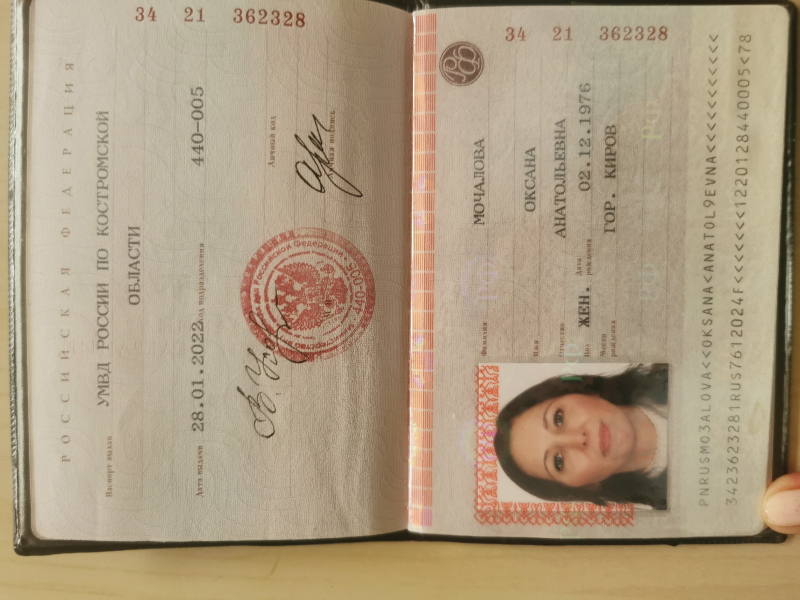 РОССИЙСКАЯ ФЕДЕРАЦИЯ
Паспорт выдан
УМВД РОССИИ ПО КОСТРОМСКОЙ
ОБЛАСТИ
Дата выдачи 28.01.2022 Код подразделения 440-005
Личный код
Личная подпись
34 21 362328
34 21 362328
Фамилия
МОЧАЛОВА
Имя
ОКСАНА
Отчество
АНАТОЛЬЕВНА
Пол ЖЕН. Дата рождения 02.12.1976
Место рождения
ГОР. КИРОВ
PNRUSMO3ALOVA<<OKSANA<ANATOL9EVNA<<<<<<<<<<<
3423623281RUS7612024F<<<<<<<1220128440005<78